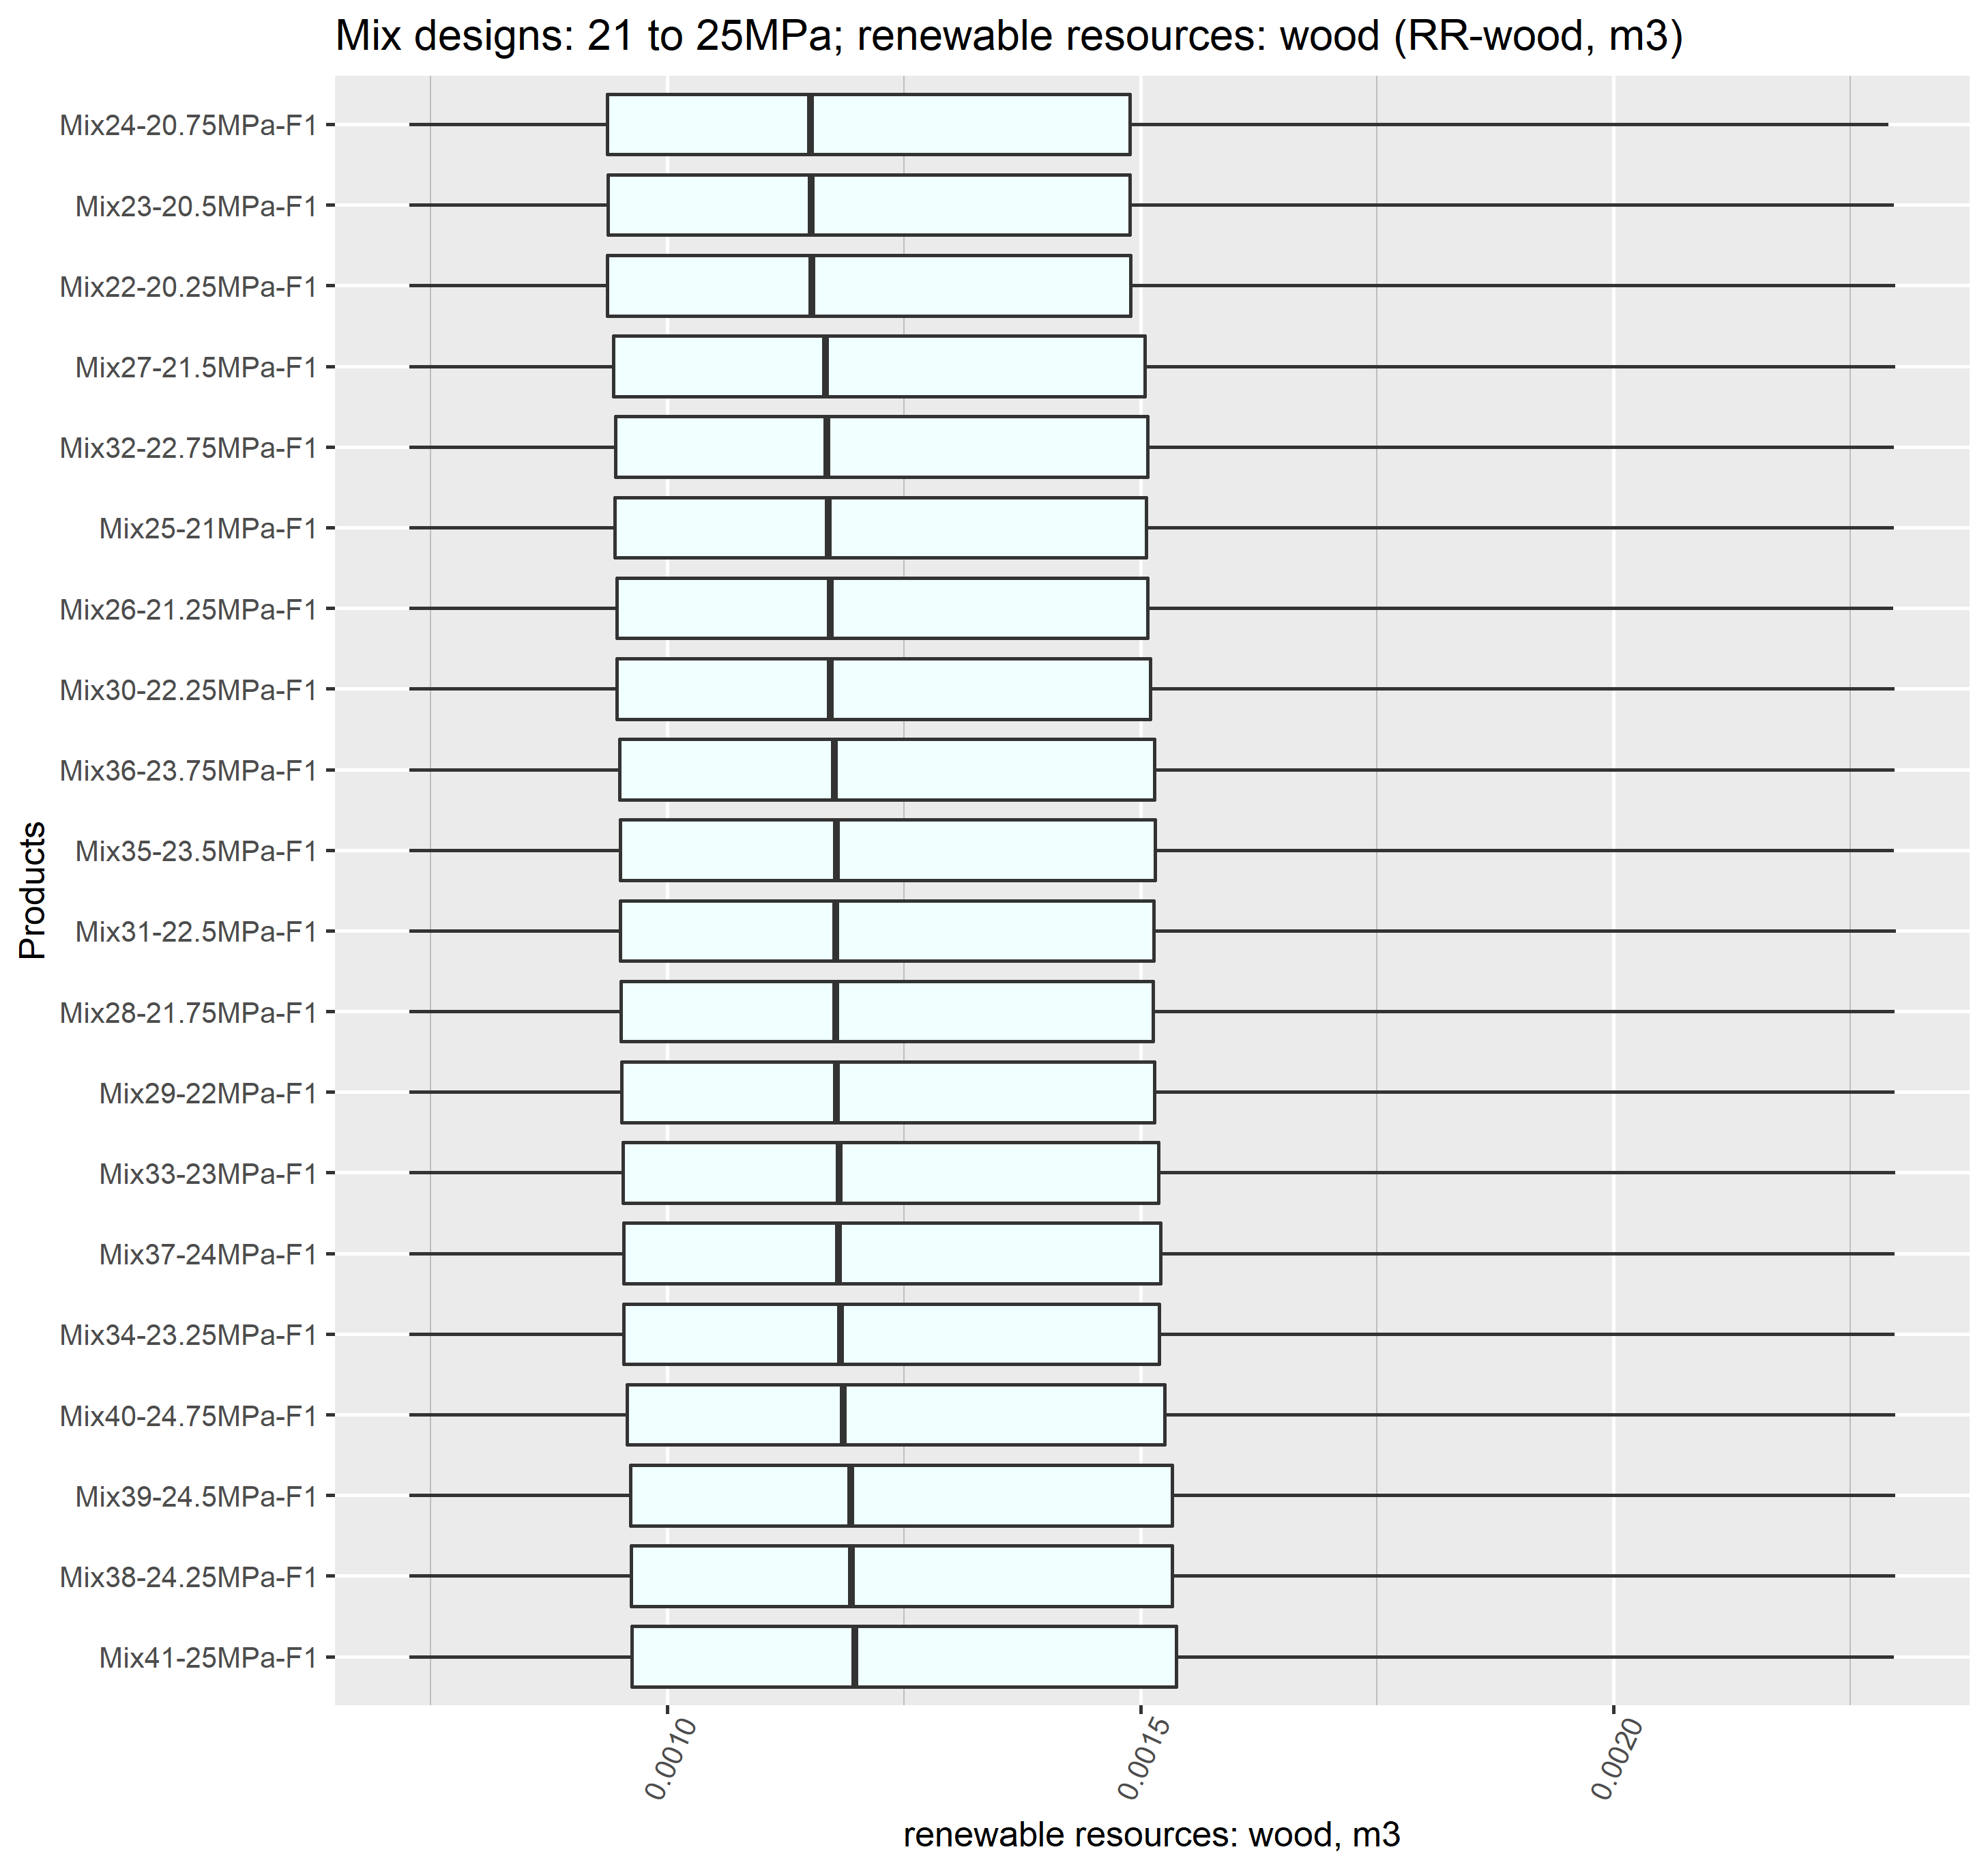 Mix designs: 21 to 25MPa; renewable resources: wood (RR-wood, m3)
Mix24-20.75MPa-F1
Mix23-20.5MPa-F1
Mix22-20.25MPa-F1
Mix27-21.5MPa-F1
Mix32-22.75MPa-F1
Mix25-21MPa-F1
Mix26-21.25MPa-F1
Mix30-22.25MPa-F1
Mix36-23.75MPa-F1
Mix35-23.5MPa-F1
Mix31-22.5MPa-F1
Mix28-21.75MPa-F1
Mix29-22MPa-F1
Mix33-23MPa-F1
Mix37-24MPa-F1
Mix34-23.25MPa-F1
Mix40-24.75MPa-F1
Mix39-24.5MPa-F1
Mix38-24.25MPa-F1
Mix41-25MPa-F1
Products
0.0010
0.0015
0.0020
renewable resources: wood, m3